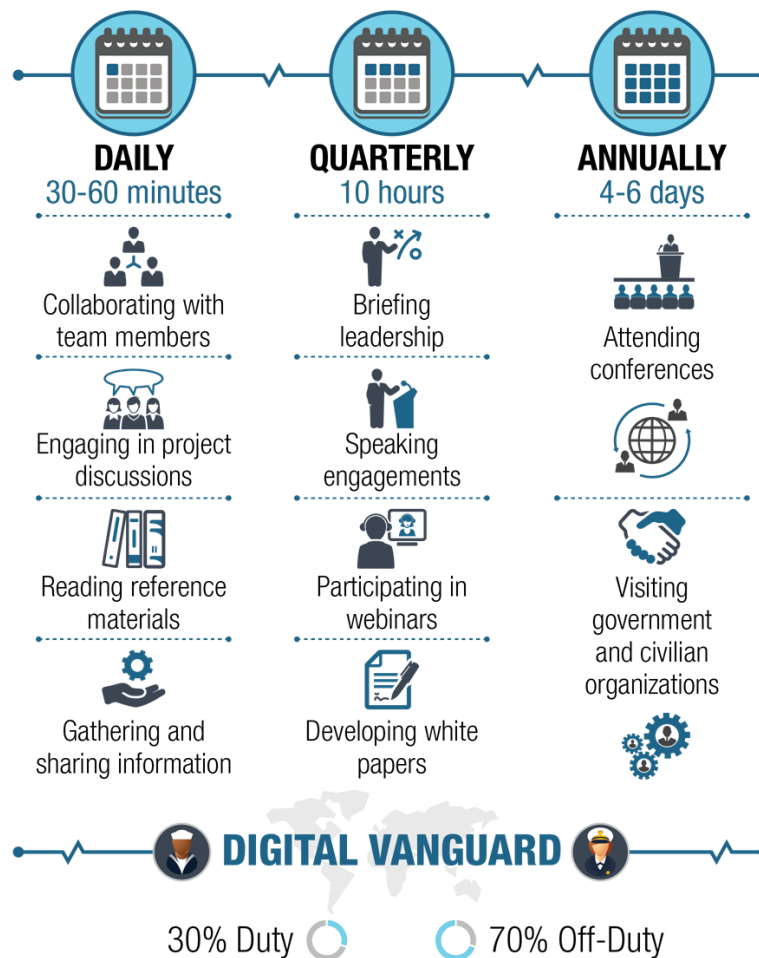 DAILY
30-60 minutes
Collaborating with
team members
Engaging in project
discussions
Reading reference
materials
Gathering and
sharing information
QUARTERLY
10 hours
Briefing
leadership
Speaking
engagements
Participating in
webinars
Developing white
papers
ANNUALLY
4-6 days
Attending
conferences
Visiting
government
and civilian
organizations
DIGITAL VANGUARD
30% Duty
70% Off-Duty